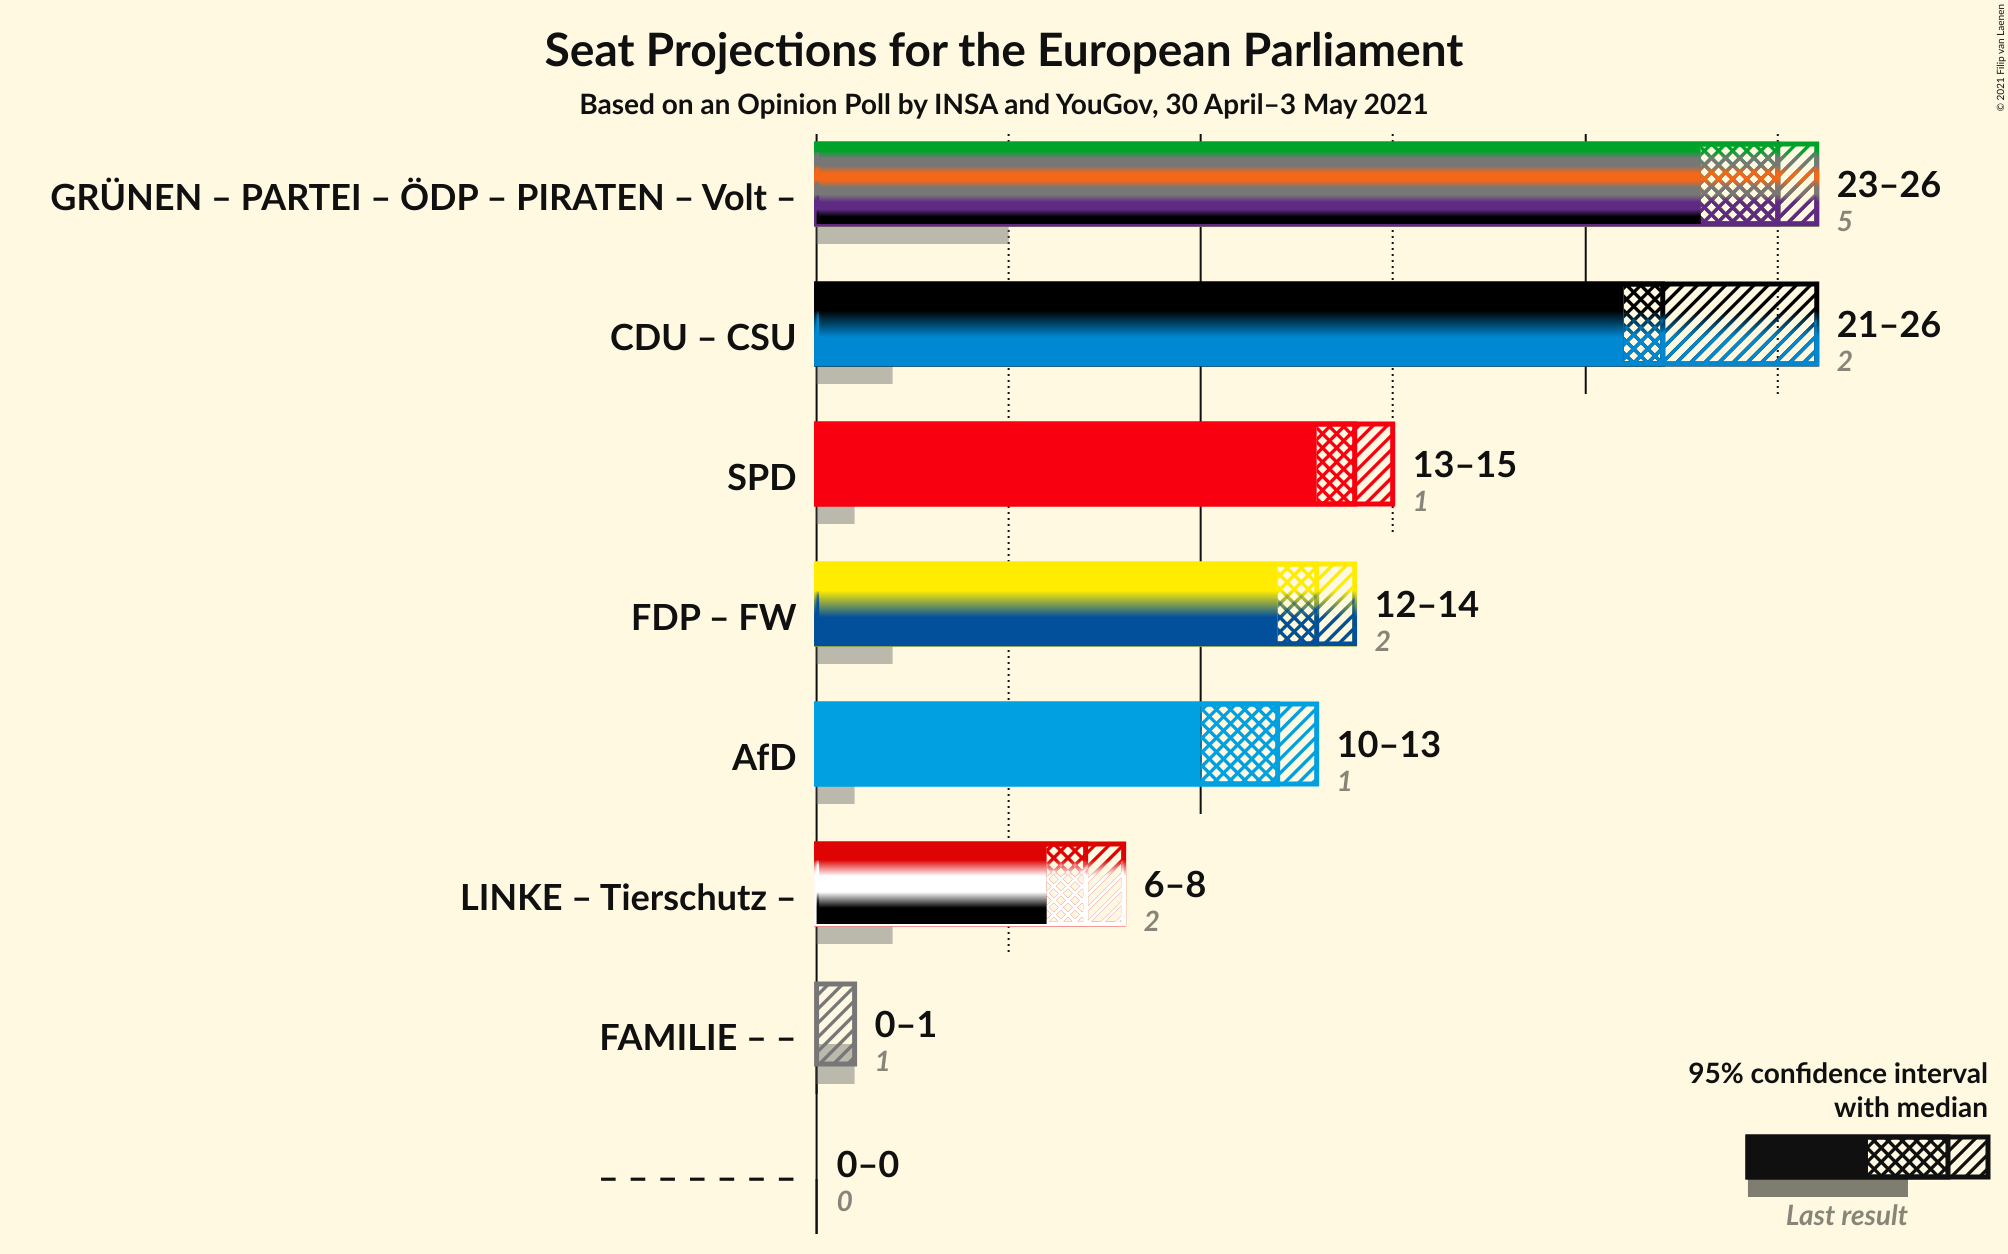 Seat Projections for the European Parliament
Based on an Opinion Poll by INSA and YouGov, 30 April–3 May 2021
© 2021 Filip van Laenen
GRÜNEN – PARTEI – ÖDP – PIRATEN – Volt –
23–26
5
CDU – CSU
21–26
2
SPD
13–15
1
FDP – FW
12–14
2
AfD
10–13
1
LINKE – Tierschutz –
6–8
2
FAMILIE – –
0–1
1
– – – – – – –
0–0
0
95% confidence interval
with median
Last result